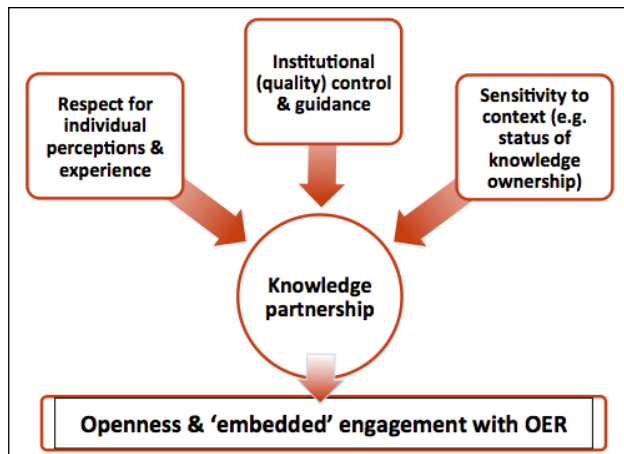 Respect for
individual
perceptions &
experience
Institutional
(quality) control
& guidance
Sensitivity to
context (e.g.
status of
knowledge
ownership)
Knowledge
partnership
Openness & ‘embedded’ engagement with OER